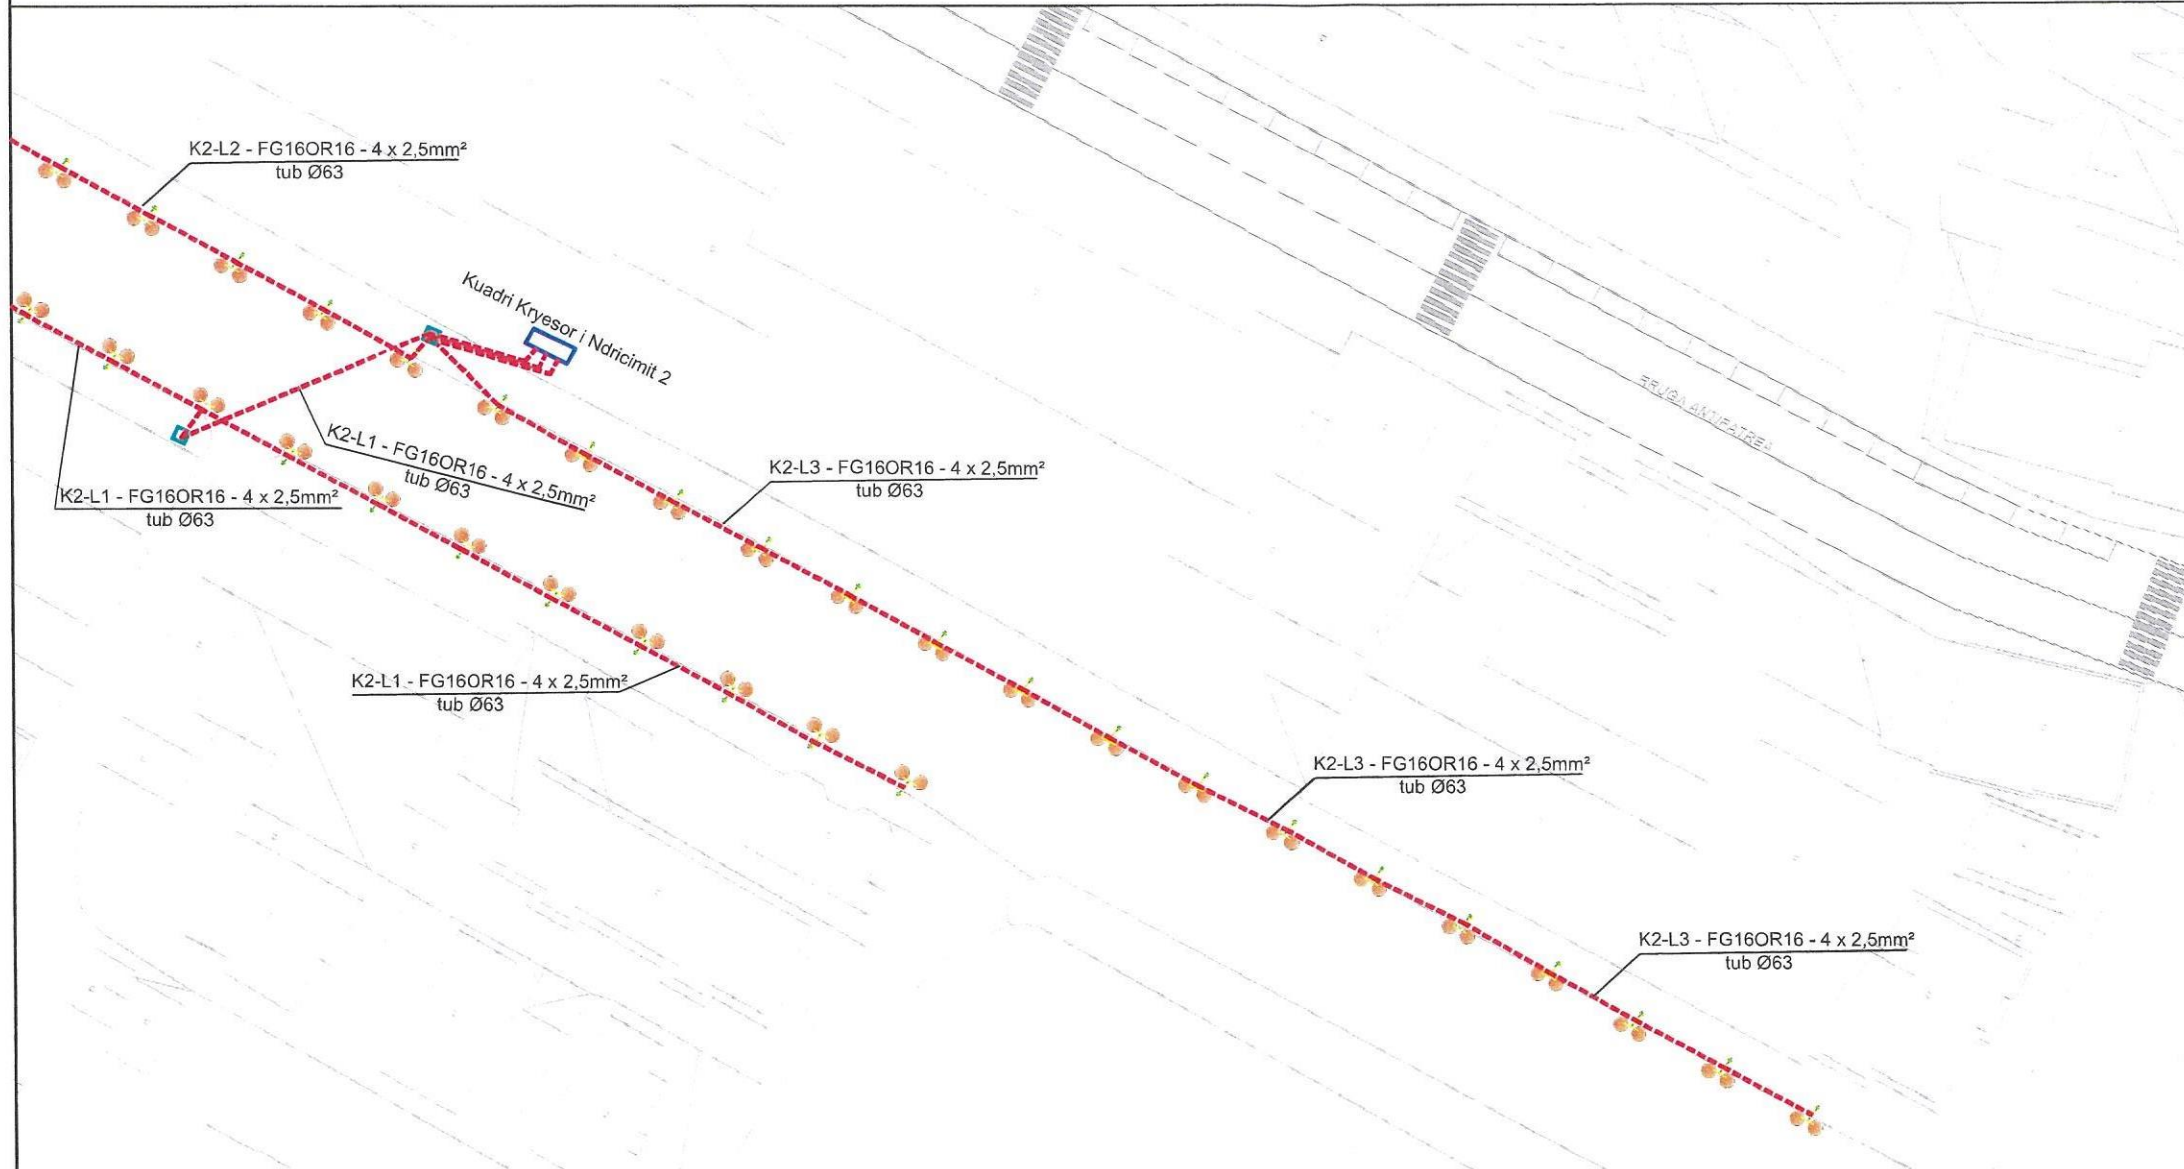 K2-L2 - FG16OR16 - 4 x 2,5mm²
tub Ø63
Kuadri Kryesor i Ndricimit 2
K2-L1 - FG16OR16 - 4 x 2,5mm²
tub Ø63
K2-L3 - FG16OR16 - 4 x 2,5mm²
tub Ø63
K2-L1 - FG16OR16 - 4 x 2,5mm²
tub Ø63
K2-L1 - FG16OR16 - 4 x 2,5mm²
tub Ø63
K2-L3 - FG16OR16 - 4 x 2,5mm²
tub Ø63
K2-L3 - FG16OR16 - 4 x 2,5mm²
tub Ø63